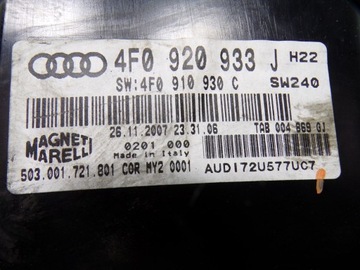 4F0 920 933 J H22
SW:4F0 910 930 C SW240
26.11.2007 23.31.06 TAB 004 669 01
MAGNETI MARELLI 0201 000
Made in Italy
AUDI72U577UC7
503.001.721.801 COR MY2 0001